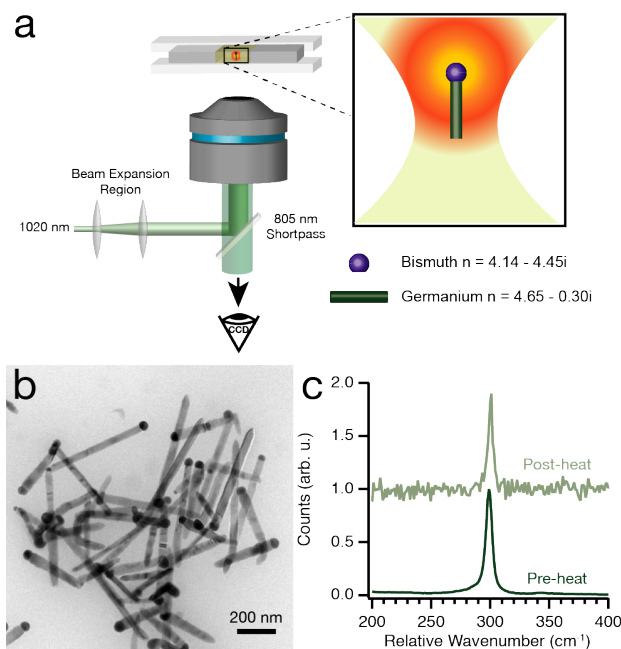 a
Beam Expansion
Region
1020 nm
805 nm
Shortpass
CCD
Bismuth n = 4.14 - 4.45i
Germanium n = 4.65 - 0.30i
b
200 nm
c
2.0
1.5
1.0
0.5
0.0
Counts (arb. u.)
Post-heat
Pre-heat
200
250
300
350
400
Relative Wavenumber (cm⁻¹)